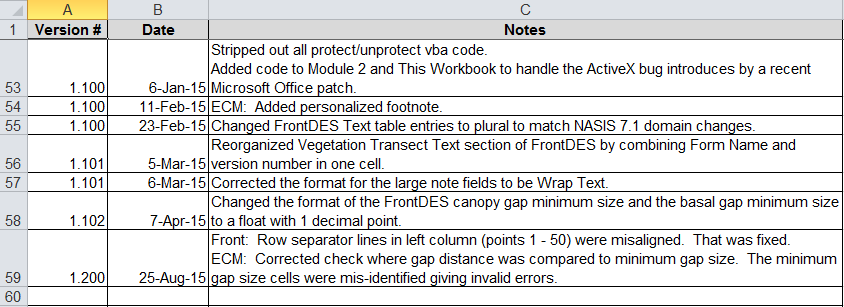 A B C
1 Version # Date Notes
Stripped out all protect/unprotect vba code.
Added code to Module 2 and This Workbook to handle the ActiveX bug introduces by a recent
53 1.100 6-Jan-15 Microsoft Office patch.
54 1.100 11-Feb-15 ECM: Added personalized footnote.
55 1.100 23-Feb-15 Changed FrontDES Text table entries to plural to match NASIS 7.1 domain changes.
Reorganized Vegetation Transect Text section of FrontDES by combining Form Name and
56 1.101 5-Mar-15 version number in one cell.
57 1.101 6-Mar-15 Corrected the format for the large note fields to be Wrap Text.
Changed the format of the FrontDES canopy gap minimum size and the basal gap minimum size
58 1.102 7-Apr-15 to a float with 1 decimal point.
Front: Row separator lines in left column (points 1 - 50) were misaligned. That was fixed.
ECM: Corrected check where gap distance was compared to minimum gap size. The minimum
59 1.200 25-Aug-15 gap size cells were mis-identified giving invalid errors.
60